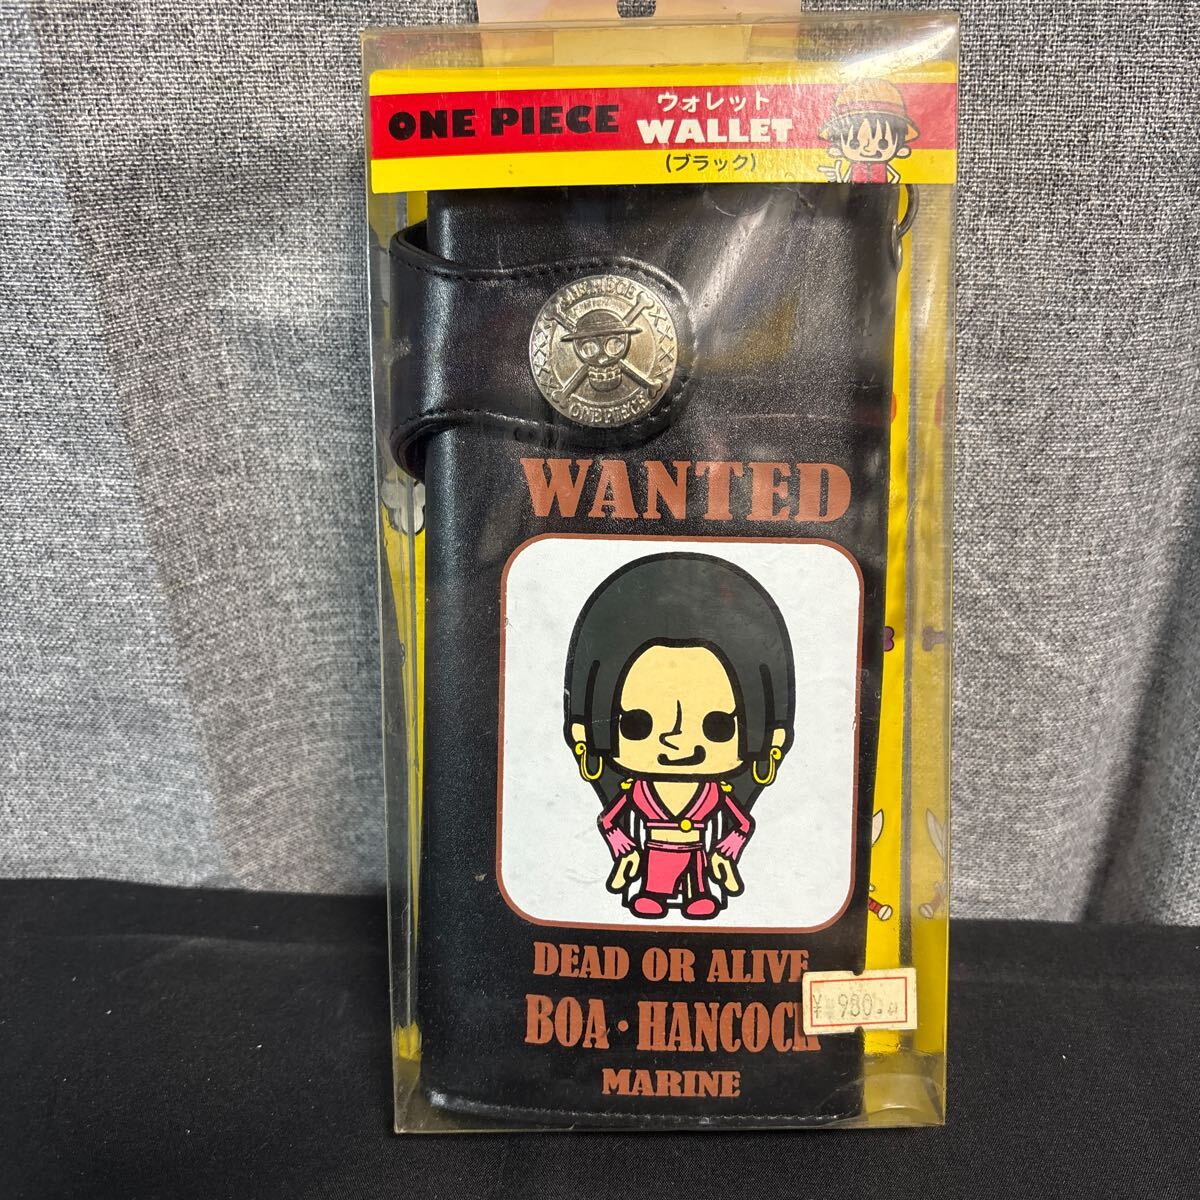 ONE PIECE
ウォレット
WALLET
(ブラック)
ONE PIECE
WANTED
DEAD OR ALIVE
BOA・HANCOCK
MARINE
¥980